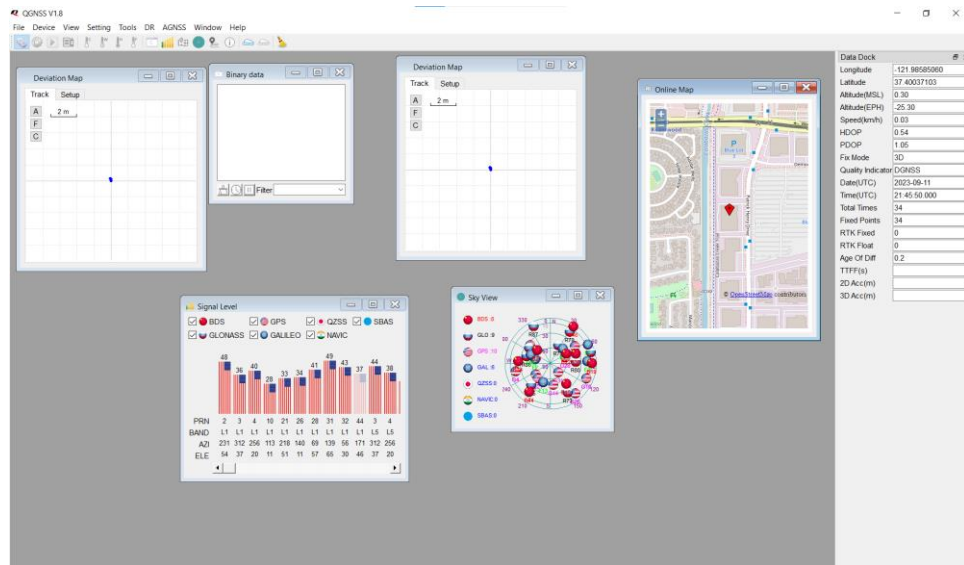 QGNSS V1.8
File Device View Setting Tools DR AGNSS Window Help
Deviation Map
Track Setup
A
2 m
F
C
Binary data
Filter
Deviation Map
Track Setup
A
2 m
F
C
Online Map
+
-
P
© OpenStreetMap contributors
Signal Level
BDS GPS QZSS SBAS
GLONASS GALILEO NAVIC
48 36 40 28 33 34 41 49 43 37 44 38
PRN 2 3 4 10 21 26 28 31 32 44 3 4
BAND L1 L1 L1 L1 L1 L1 L1 L1 L1 L1 L5 L5
AZI 231 312 256 113 218 140 69 139 56 171 312 256
ELE 54 37 20 11 51 11 57 65 30 46 37 20
Sky View
BDS :8
GLO :9
GPS :10
GAL :6
QZSS:0
NAVIC:0
SBAS:0
330
30
300
240
120
210
150
Data Dock
Longitude -121.98585060
Latitude 37.40037103
Altitude(MSL) 0.30
Altitude(EPH) -25.30
Speed(km/h) 0.03
HDOP 0.54
PDOP 1.05
Fix Mode 3D
Quality Indicator DGNSS
Date(UTC) 2023-09-11
Time(UTC) 21:45:50.000
Total Times 34
Fixed Points 34
RTK Fixed 0
RTK Float 0
Age Of Diff 0.2
TTFF(s)
2D Acc(m)
3D Acc(m)